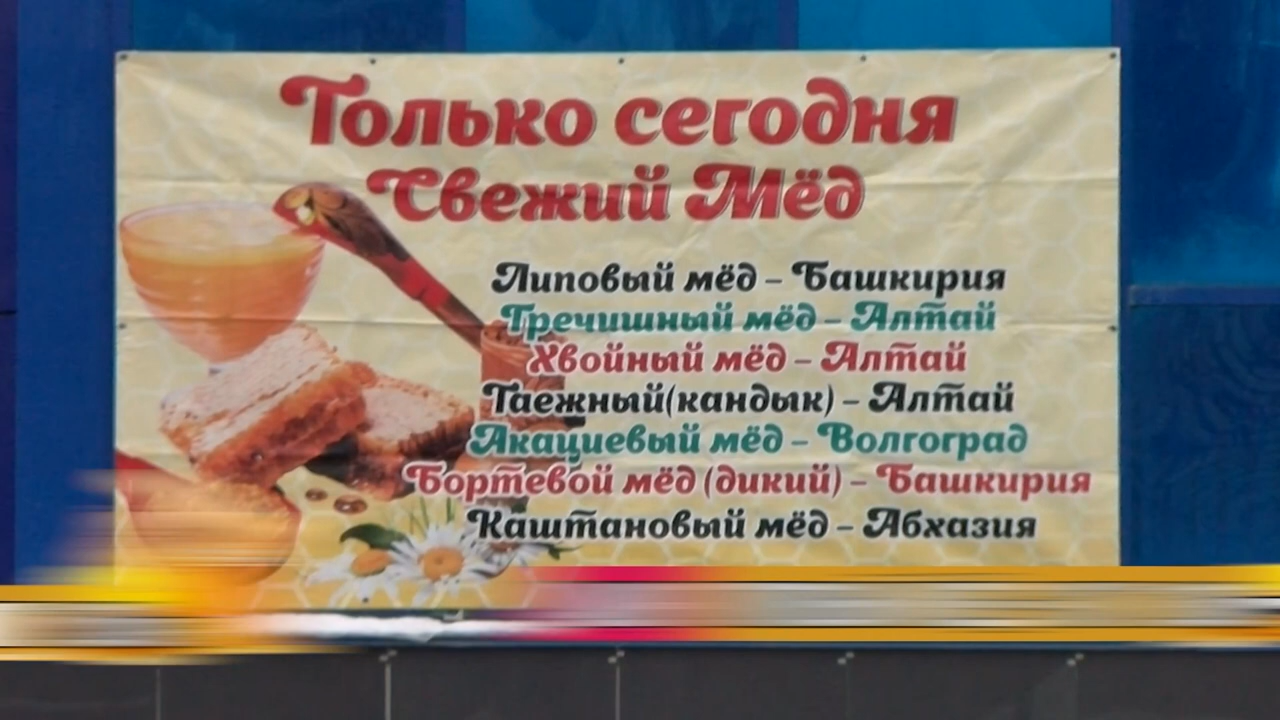 Только сегодня
Свежий Мёд
Липовый мёд – Башкирия
Гречишный мёд – Алтай
Хвойный мёд – Алтай
Таежный(кандык) – Алтай
Акациевый мёд – Волгоград
Бортевой мёд (дикий) – Башкирия
Каштановый мёд – Абхазия